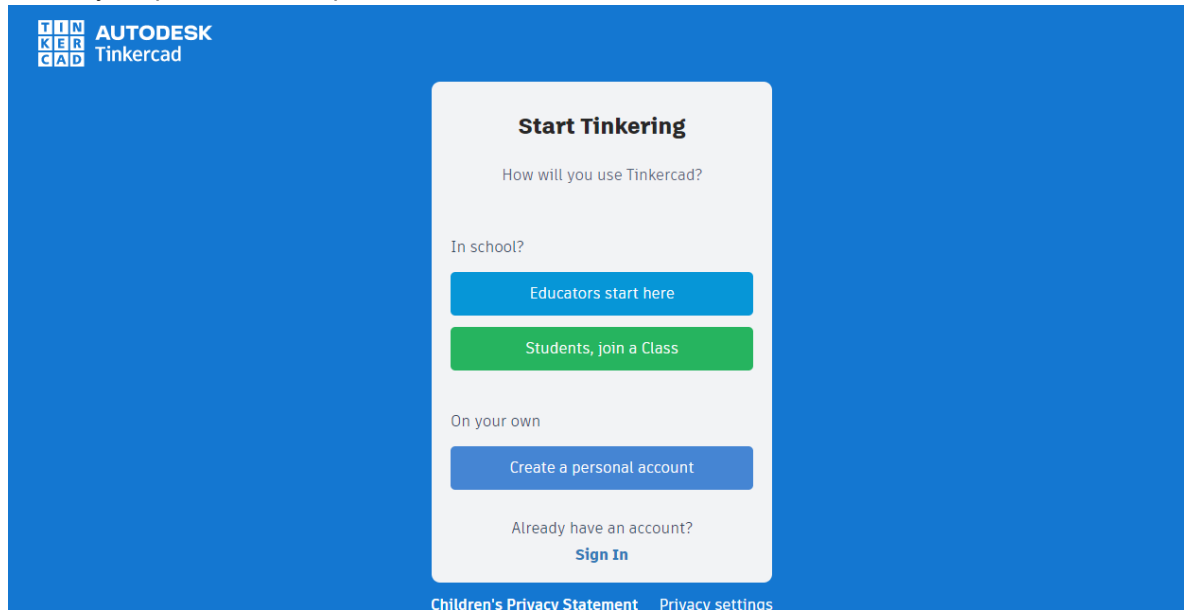 TIN
KER
CAD
AUTODESK
Tinkercad
Start Tinkering
How will you use Tinkercad?
In school?
Educators start here
Students, join a Class
On your own
Create a personal account
Already have an account?
Sign In
Children's Privacy Statement Privacy settings